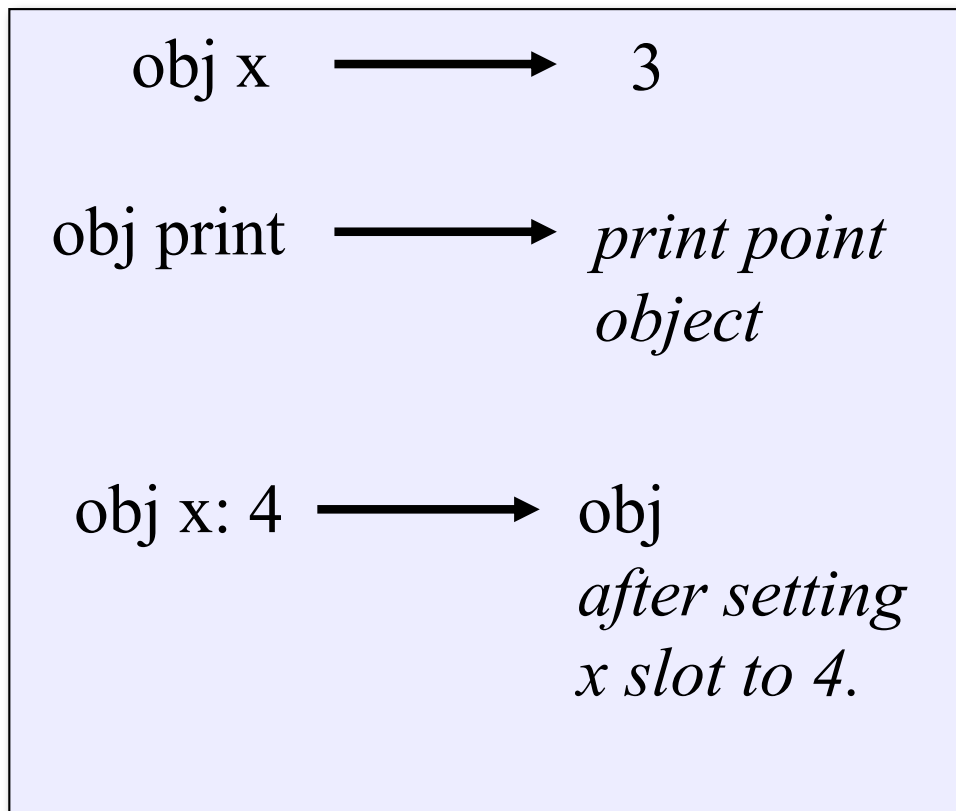 obj x 3
obj print print point
object
obj x: 4 obj
after setting
x slot to 4.